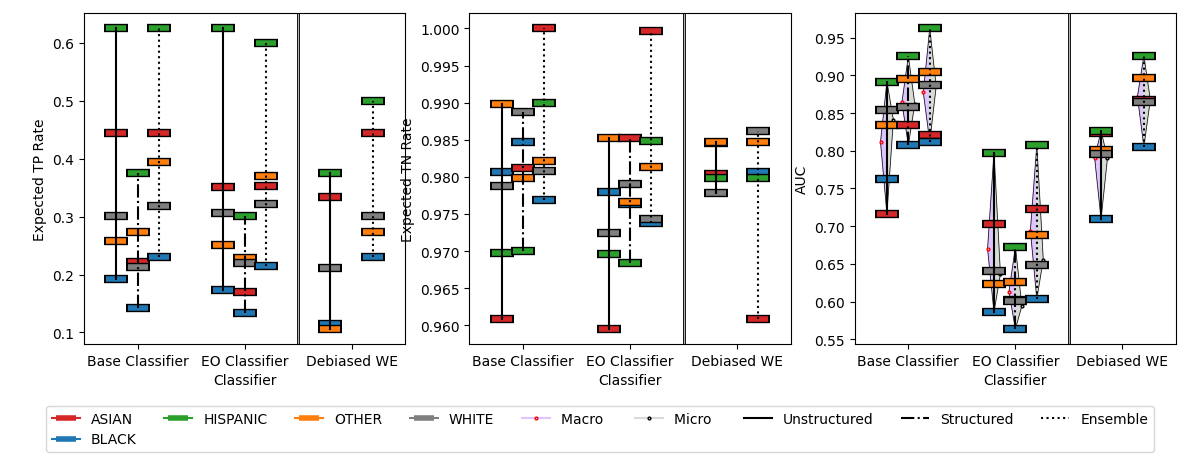 Expected TP Rate
0.6
0.5
0.4
0.3
0.2
0.1
Base Classifier EO Classifier Debiased WE
Classifier
Expected TN Rate
1.000
0.995
0.990
0.985
0.980
0.975
0.970
0.965
0.960
Base Classifier EO Classifier Debiased WE
Classifier
AUC
0.95
0.90
0.85
0.80
0.75
0.70
0.65
0.60
0.55
Base Classifier EO Classifier Debiased WE
Classifier
ASIAN HISPANIC OTHER WHITE Macro Micro Unstructured Structured Ensemble
BLACK